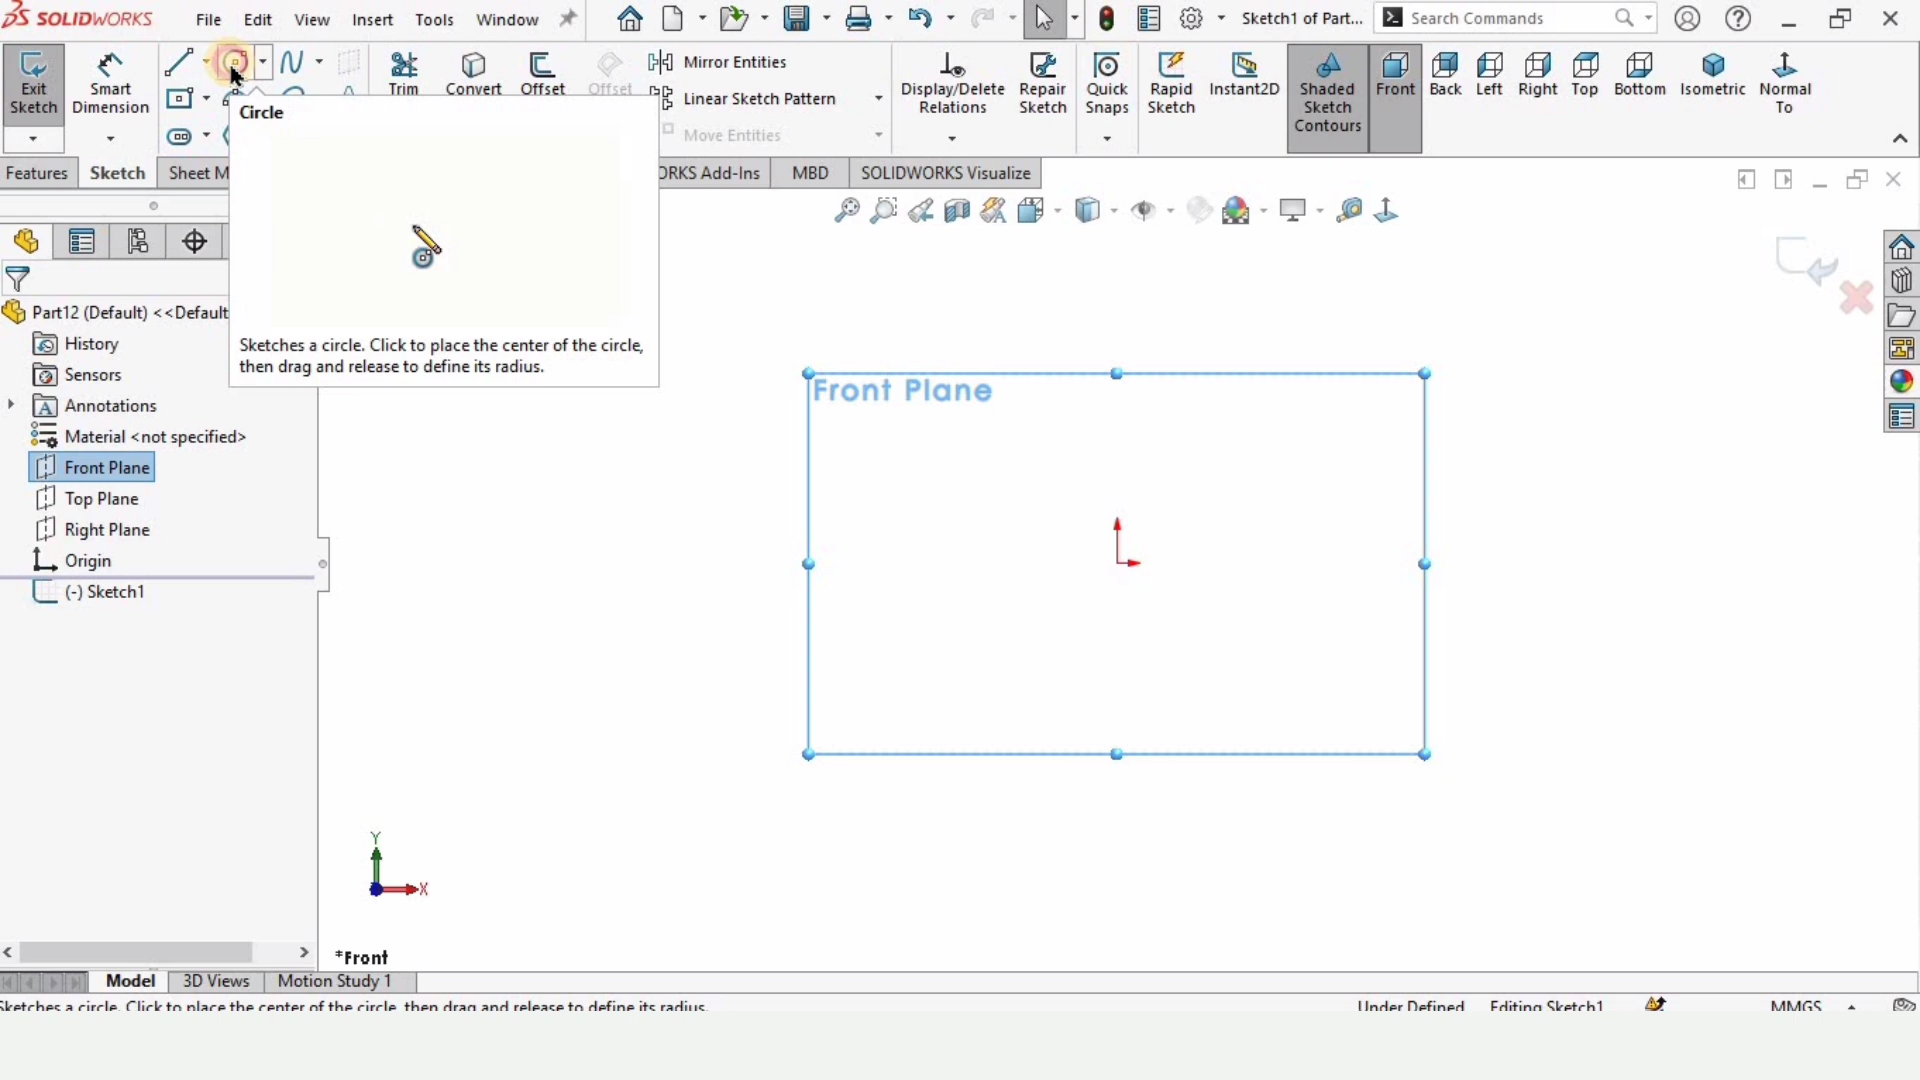 SOLIDWORKS File Edit View Insert Tools Window Sketch1 of Part... Search Commands
Exit Sketch
Smart Dimension
Trim
Convert
Offset
Offset
Mirror Entities
Linear Sketch Pattern
Move Entities
Display/Delete Relations
Repair Sketch
Quick Snaps
Rapid Sketch
Instant2D
Shaded Sketch Contours
Front
Back
Left
Right
Top
Bottom
Isometric
Normal To
Features Sketch Sheet M ORKS Add-Ins MBD SOLIDWORKS Visualize
Circle
Sketches a circle. Click to place the center of the circle,
then drag and release to define its radius.
Part12 (Default) <<Default
History
Sensors
Annotations
Material <not specified>
Front Plane
Top Plane
Right Plane
Origin
(-) Sketch1
Front Plane
Y
X
*Front
Model 3D Views Motion Study 1
Sketches a circle. Click to place the center of the circle, then drag and release to define its radius. Under Defined Editing Sketch1 MMGS